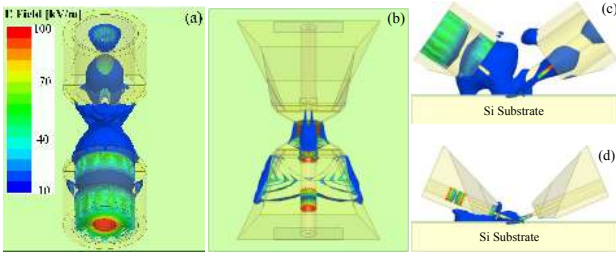 E Field [kV/m]
100
70
40
10
(a)
(b)
(c)
Si Substrate
(d)
Si Substrate